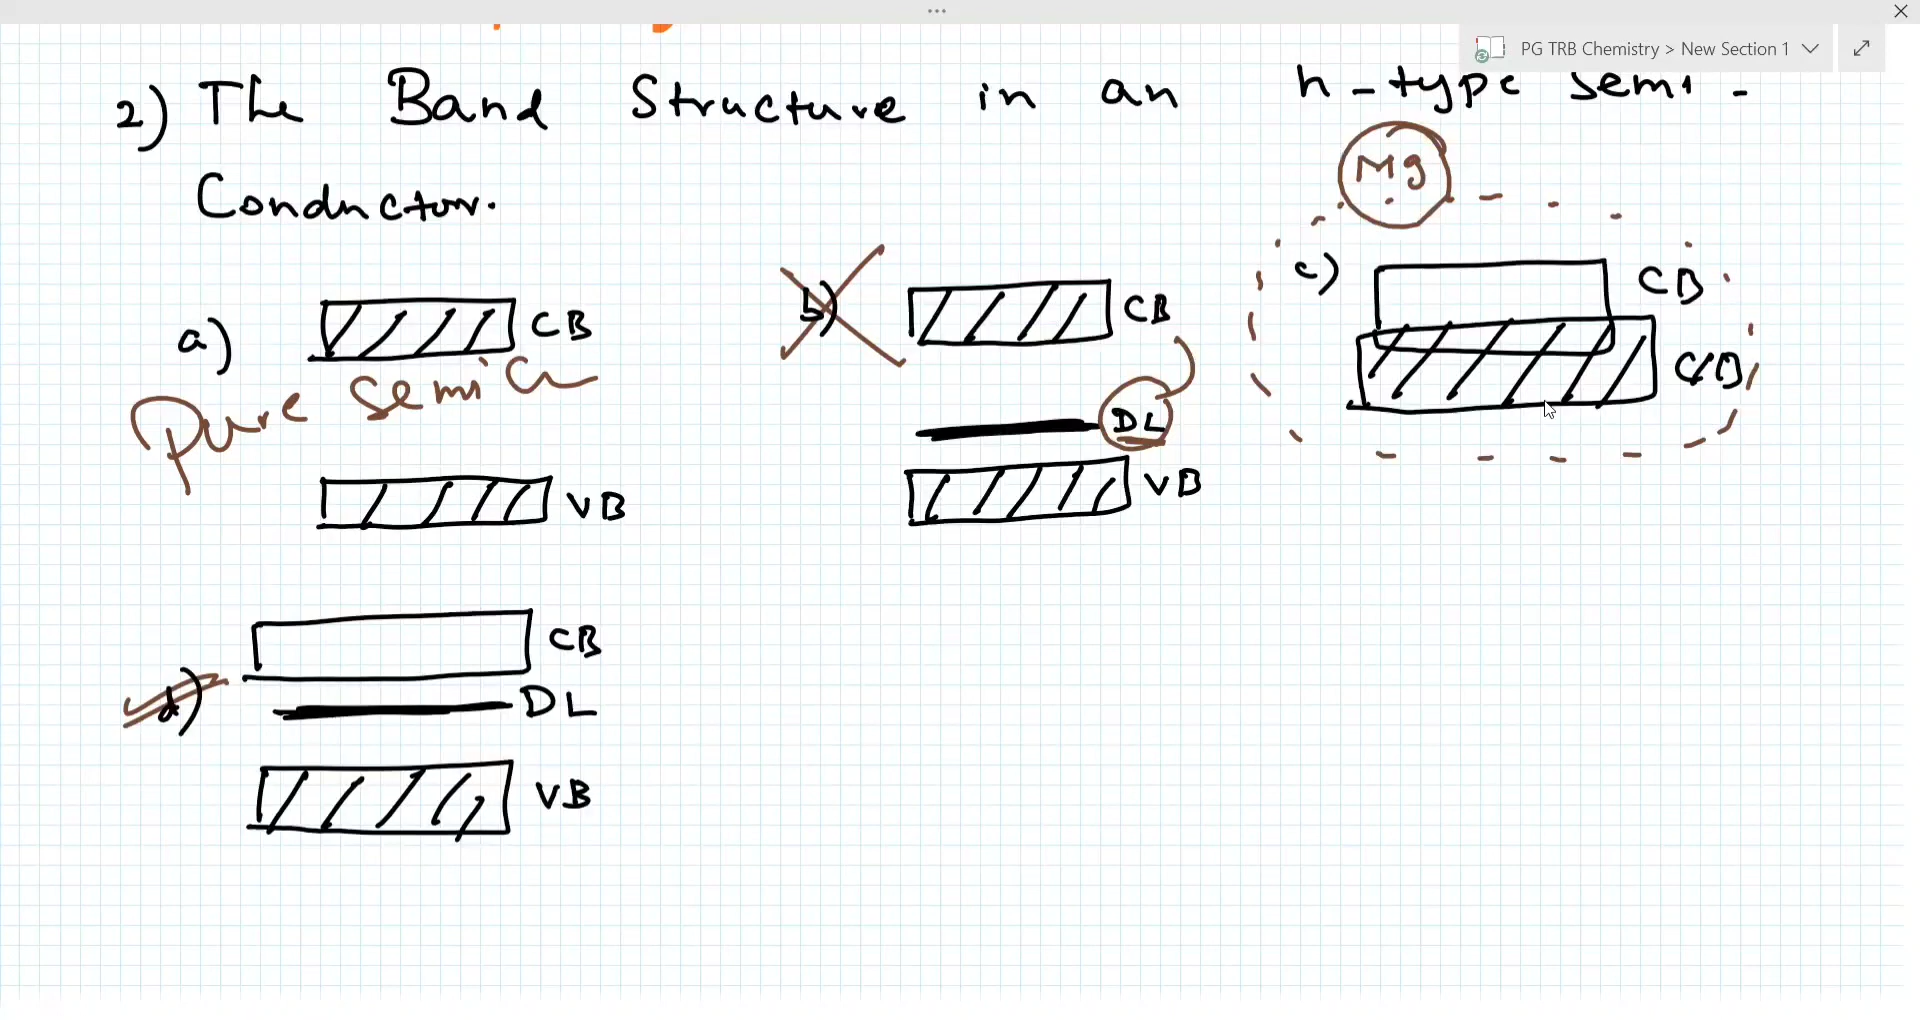 PG TRB Chemistry > New Section 1
2) The Band Structure in an n-type semi-
Conductor.
Mg
a) CB
Pure semi C
VB
b) CB
DL
VB
c) CB
VB
d) CB
DL
VB